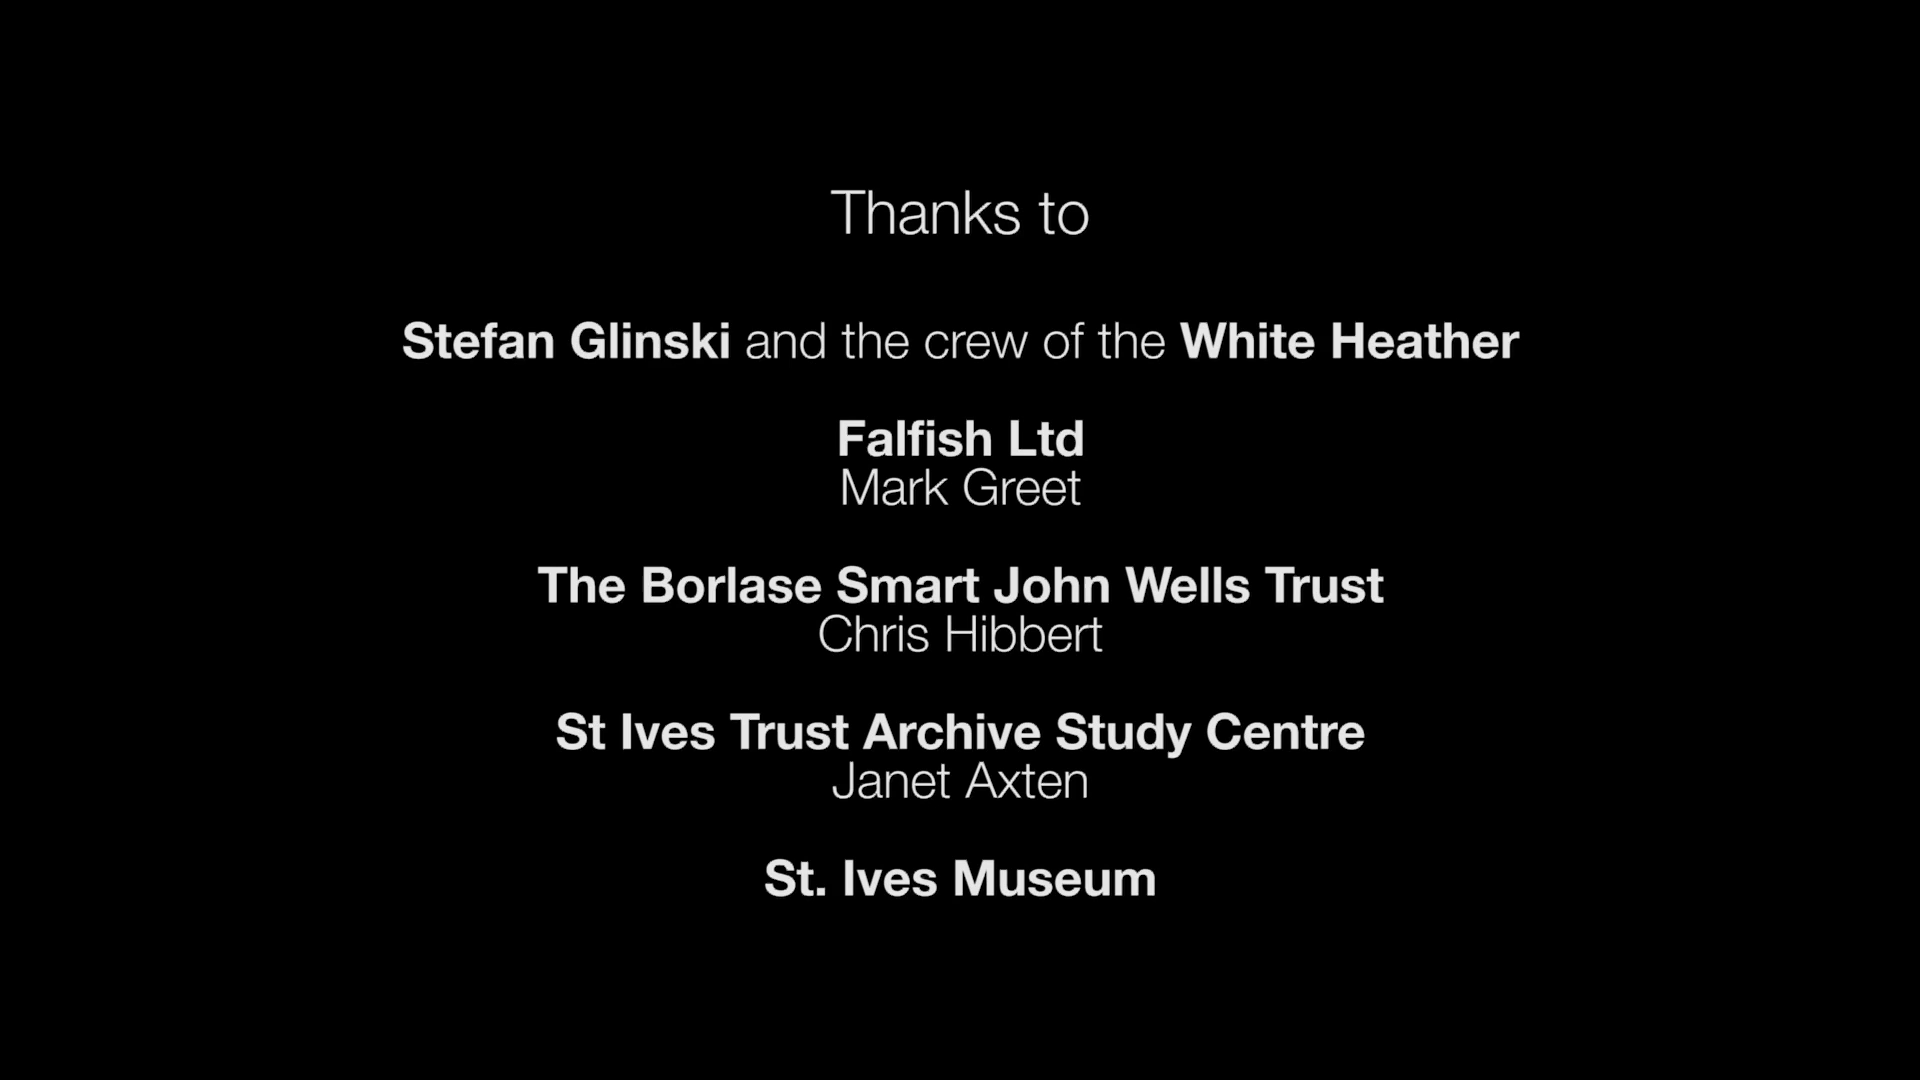 Thanks to
Stefan Glinski and the crew of the White Heather
Falfish Ltd
Mark Greet
The Borlase Smart John Wells Trust
Chris Hibbert
St Ives Trust Archive Study Centre
Janet Axten
St. Ives Museum